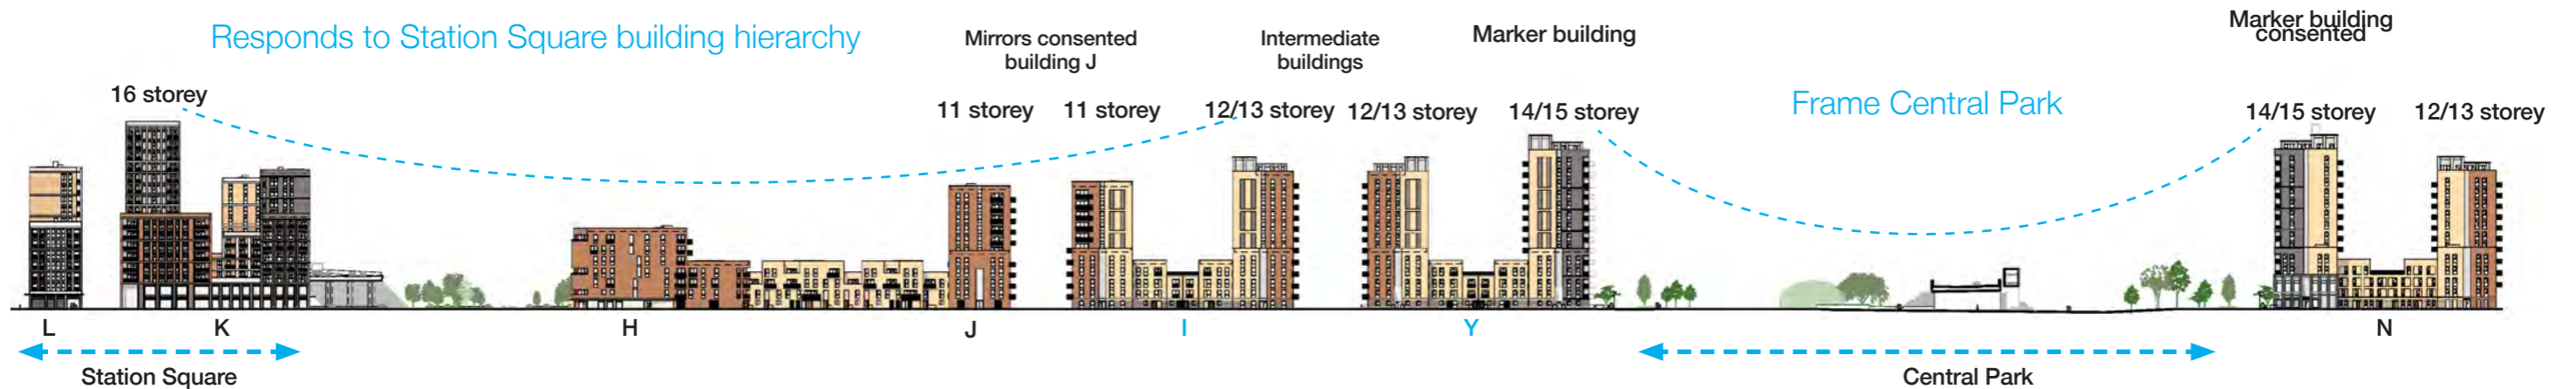 Responds to Station Square building hierarchy
Mirrors consented
building J
Intermediate
buildings
Marker building
Marker building
consented
Frame Central Park
16 storey
11 storey
11 storey
12/13 storey
12/13 storey
14/15 storey
14/15 storey
12/13 storey
L
K
H
J
I
Y
N
Station Square
Central Park